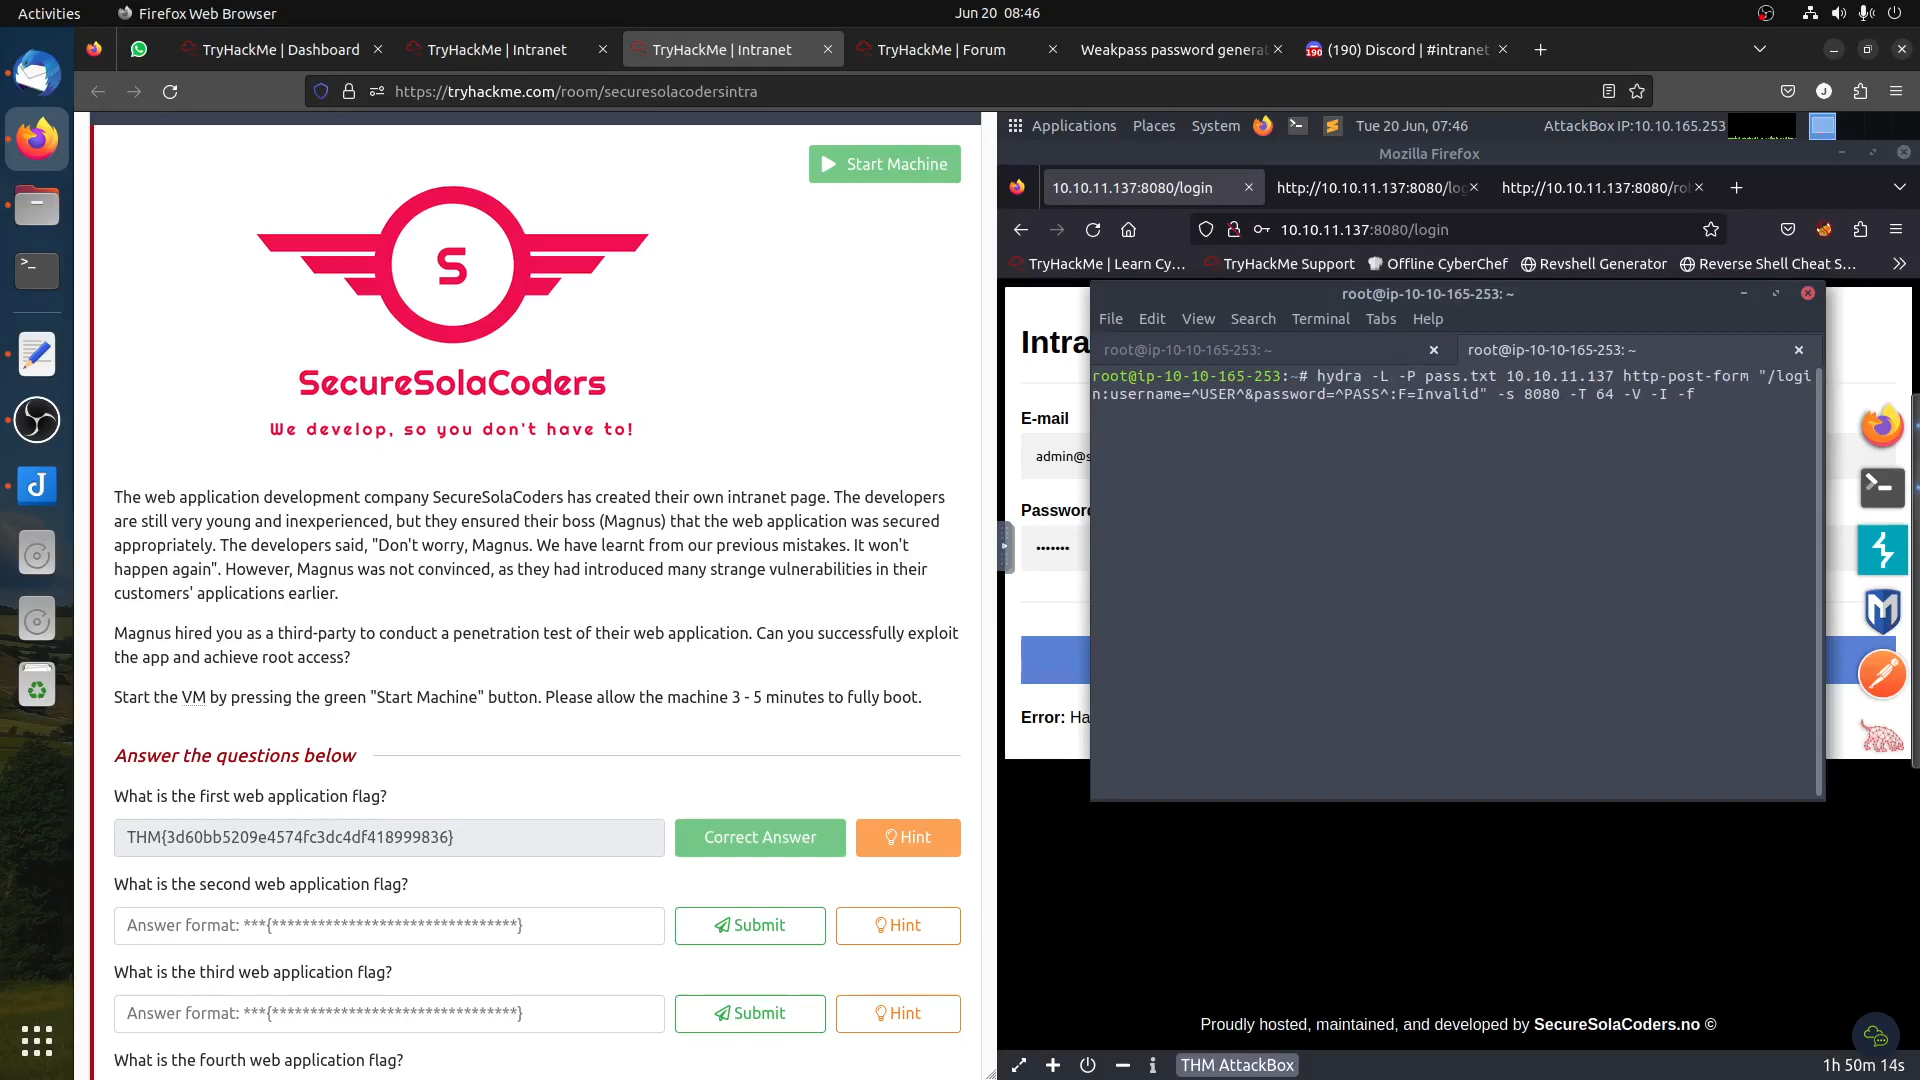 Activities
Firefox Web Browser
Jun 20 08:46
TryHackMe | Dashboard
TryHackMe | Intranet
TryHackMe | Intranet
TryHackMe | Forum
Weakpass password generat
(190) Discord | #intranet
https://tryhackme.com/room/securesolacodersintra
Start Machine
S
SecureSolaCoders
We develop, so you don't have to!
The web application development company SecureSolaCoders has created their own intranet page. The developers
are still very young and inexperienced, but they ensured their boss (Magnus) that the web application was secured
appropriately. The developers said, "Don't worry, Magnus. We have learnt from our previous mistakes. It won't
happen again". However, Magnus was not convinced, as they had introduced many strange vulnerabilities in their
customers' applications earlier.
Magnus hired you as a third-party to conduct a penetration test of their web application. Can you successfully exploit
the app and achieve root access?
Start the VM by pressing the green "Start Machine" button. Please allow the machine 3 - 5 minutes to fully boot.
Answer the questions below
What is the first web application flag?
THM{3d60bb5209e4574fc3dc4df418999836}
Correct Answer
Hint
What is the second web application flag?
Answer format: ***{********************************}
Submit
Hint
What is the third web application flag?
Answer format: ***{********************************}
Submit
Hint
What is the fourth web application flag?
Applications
Places
System
Tue 20 Jun, 07:46
AttackBox IP:10.10.165.253
Mozilla Firefox
10.10.11.137:8080/login
http://10.10.11.137:8080/log
http://10.10.11.137:8080/rob
10.10.11.137:8080/login
TryHackMe | Learn Cy...
TryHackMe Support
Offline CyberChef
Revshell Generator
Reverse Shell Cheat S...
Intra
E-mail
admin@s
Password
Error: Ha
root@ip-10-10-165-253: ~
File Edit View Search Terminal Tabs Help
root@ip-10-10-165-253: ~
root@ip-10-10-165-253: ~
root@ip-10-10-165-253:~# hydra -L -P pass.txt 10.10.11.137 http-post-form "/logi
n:username=^USER^&password=^PASS^:F=Invalid" -s 8080 -T 64 -V -I -f
Proudly hosted, maintained, and developed by SecureSolaCoders.no ©
THM AttackBox
1h 50m 14s